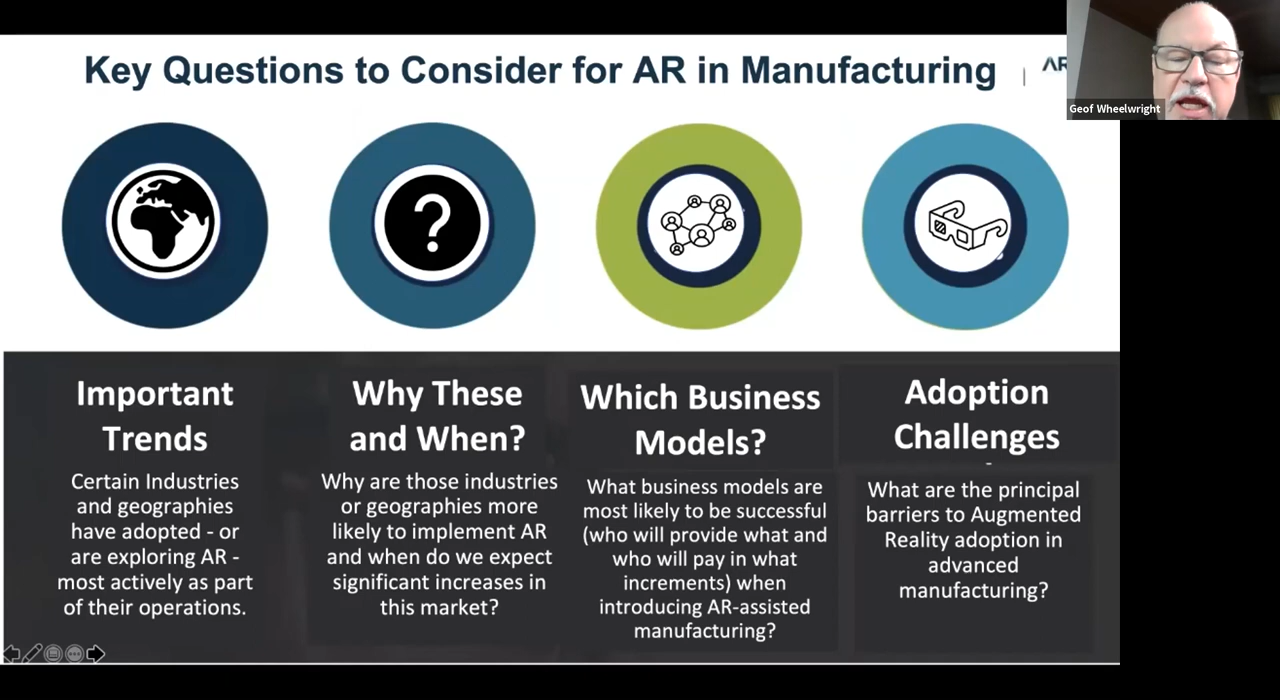 Key Questions to Consider for AR in Manufacturing
AR
Geof Wheelwright
Important
Trends
Certain Industries
and geographies
have adopted - or
are exploring AR -
most actively as part
of their operations.
Why These
and When?
Why are those industries
or geographies more
likely to implement AR
and when do we expect
significant increases in
this market?
Which Business
Models?
What business models are
most likely to be successful
(who will provide what and
who will pay in what
increments) when
introducing AR-assisted
manufacturing?
Adoption
Challenges
What are the principal
barriers to Augmented
Reality adoption in
advanced
manufacturing?